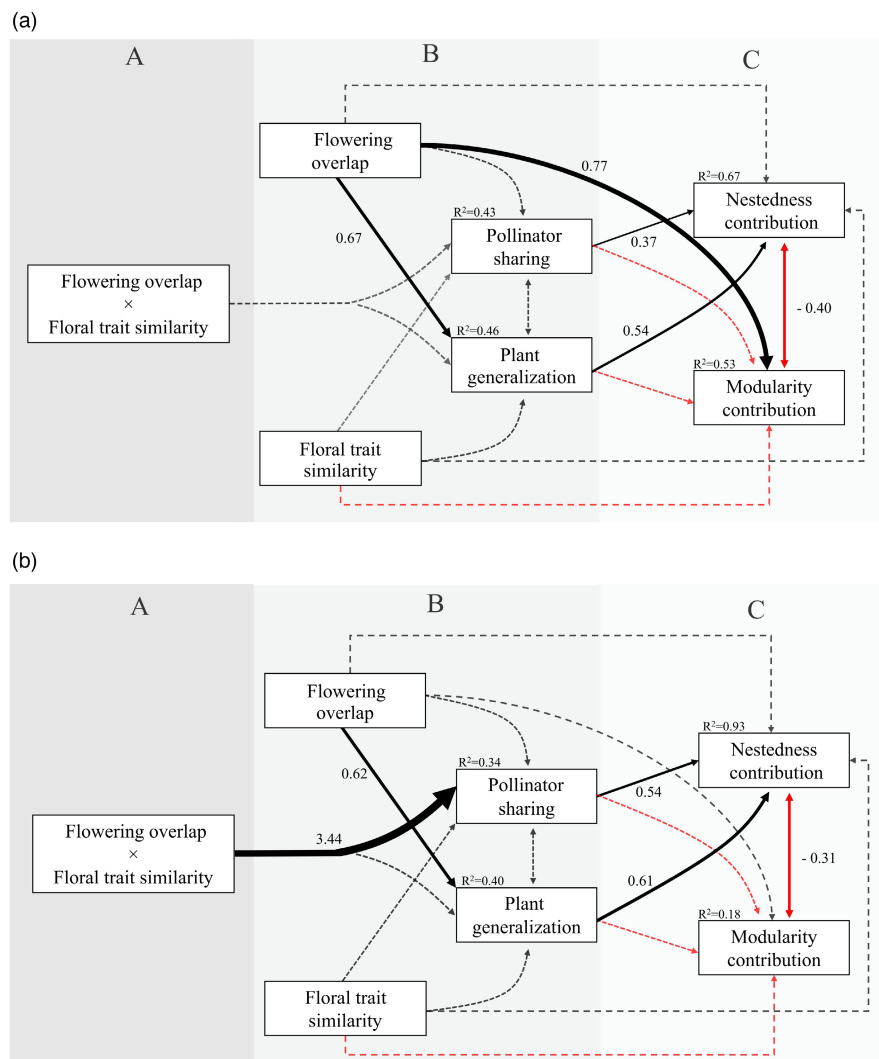 (a)
A
B
C
Flowering
overlap
0.77
R²=0.67
Nestedness
contribution
R²=0.43
Pollinator
sharing
0.67
0.37
Flowering overlap
×
Floral trait similarity
- 0.40
R²=0.46
Plant
generalization
0.54
R²=0.53
Modularity
contribution
Floral trait
similarity
(b)
A
B
C
Flowering
overlap
R²=0.93
Nestedness
contribution
R²=0.34
Pollinator
sharing
0.62
0.54
Flowering overlap
×
Floral trait similarity
3.44
- 0.31
R²=0.40
Plant
generalization
0.61
R²=0.18
Modularity
contribution
Floral trait
similarity